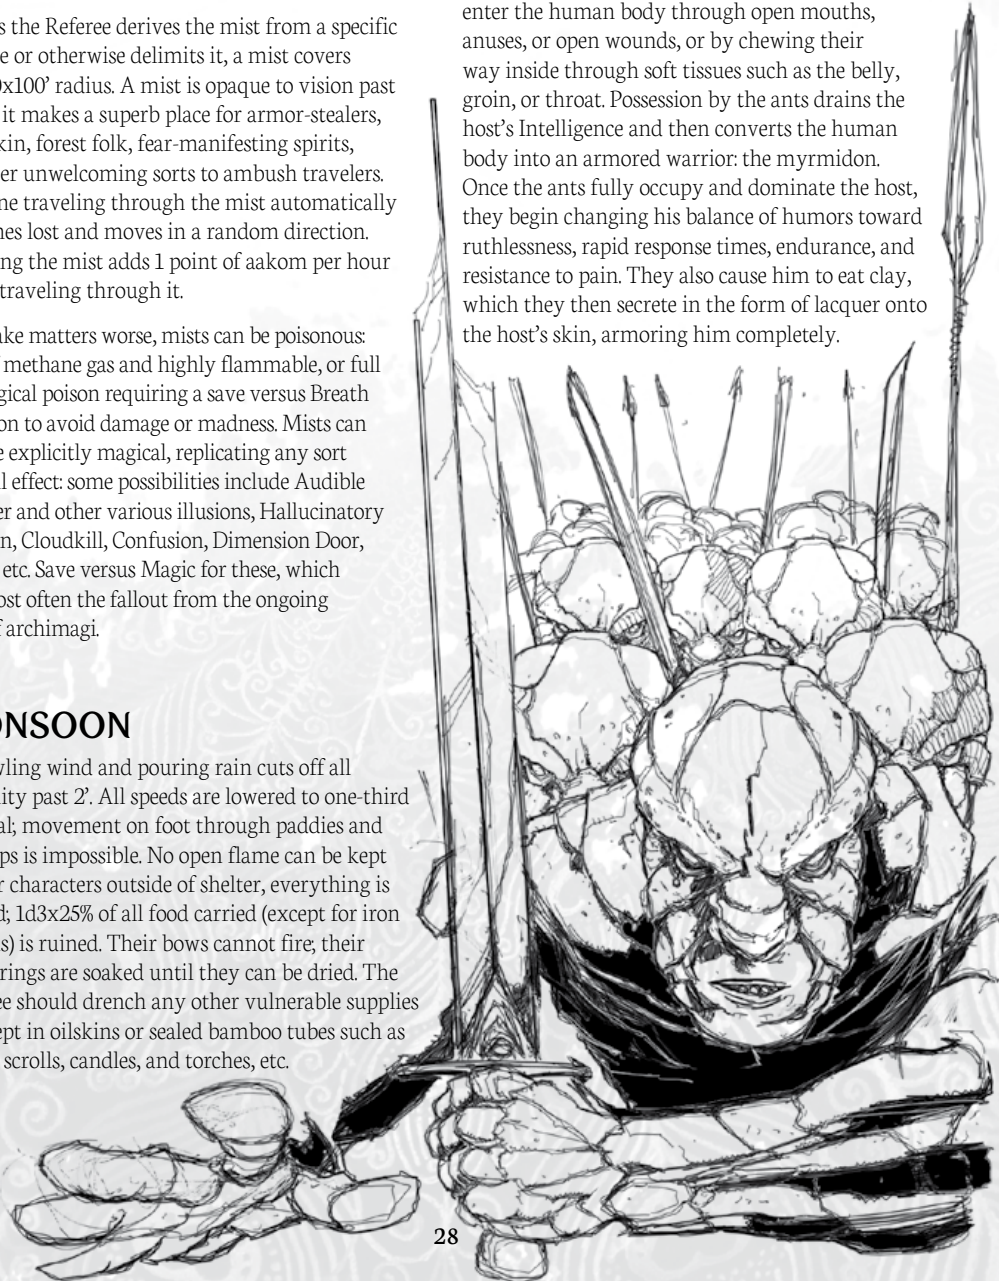 s the Referee derives the mist from a specific
e or otherwise delimits it, a mist covers
0x100’ radius. A mist is opaque to vision past
it makes a superb place for armor-stealers,
kin, forest folk, fear-manifesting spirits,
er unwelcoming sorts to ambush travelers.
ne traveling through the mist automatically
mes lost and moves in a random direction.
ing the mist adds 1 point of aakom per hour
traveling through it.
ake matters worse, mists can be poisonous:
f methane gas and highly flammable, or full
gical poison requiring a save versus Breath
on to avoid damage or madness. Mists can
e explicitly magical, replicating any sort
l effect: some possibilities include Audible
er and other various illusions, Hallucinatory
n, Cloudkill, Confusion, Dimension Door,
etc. Save versus Magic for these, which
ost often the fallout from the ongoing
f archimagi.
ONSOON
wling wind and pouring rain cuts off all
lity past 2’. All speeds are lowered to one-third
al; movement on foot through paddies and
ps is impossible. No open flame can be kept
r characters outside of shelter, everything is
d; 1d3x25% of all food carried (except for iron
s) is ruined. Their bows cannot fire; their
rings are soaked until they can be dried. The
ee should drench any other vulnerable supplies
ept in oilskins or sealed bamboo tubes such as
scrolls, candles, and torches, etc.
enter the human body through open mouths,
anuses, or open wounds, or by chewing their
way inside through soft tissues such as the belly,
groin, or throat. Possession by the ants drains the
host’s Intelligence and then converts the human
body into an armored warrior: the myrmidon.
Once the ants fully occupy and dominate the host,
they begin changing his balance of humors toward
ruthlessness, rapid response times, endurance, and
resistance to pain. They also cause him to eat clay,
which they then secrete in the form of lacquer onto
the host’s skin, armoring him completely.
28